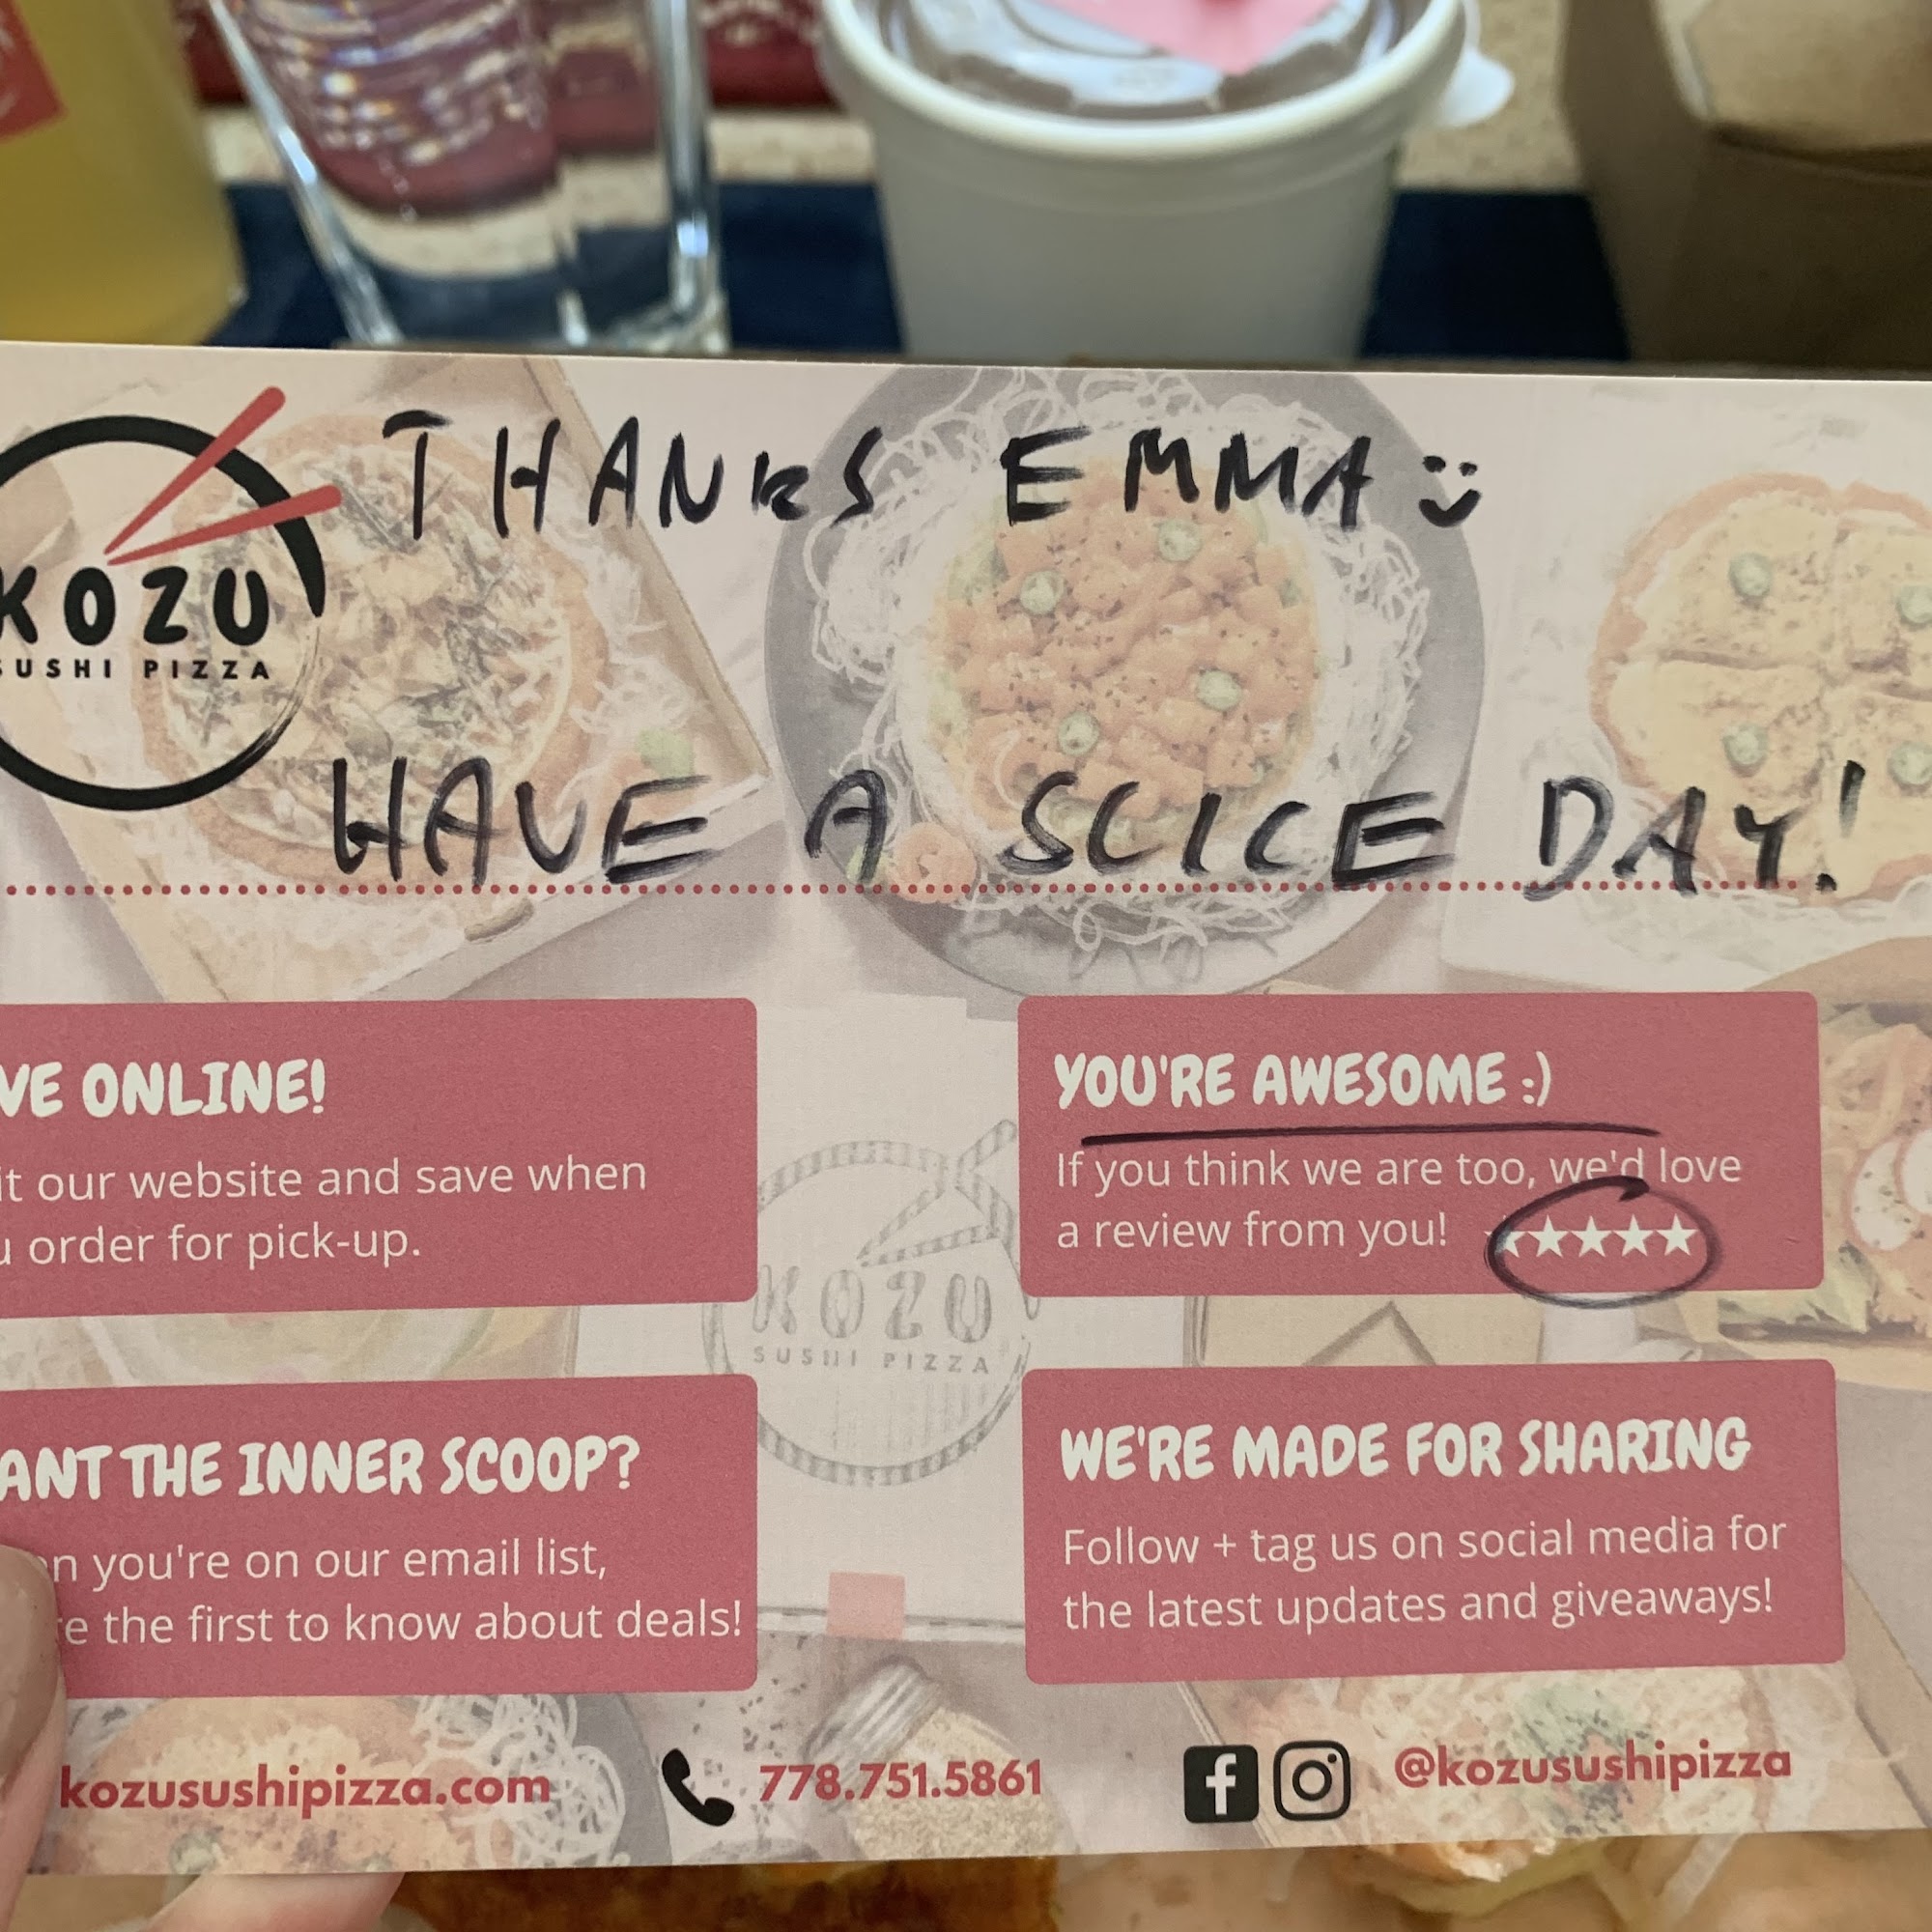 THANKS EMMA :)
KOZU
SUSHI PIZZA
HAVE A SLICE DAY!
VE ONLINE!
it our website and save when
u order for pick-up.
YOU'RE AWESOME :)
If you think we are too, we'd love
a review from you! ★★★★★
KOZU
SUSHI PIZZA
ANT THE INNER SCOOP?
n you're on our email list,
e the first to know about deals!
WE'RE MADE FOR SHARING
Follow + tag us on social media for
the latest updates and giveaways!
kozusushipizza.com
778.751.5861
@kozusushipizza